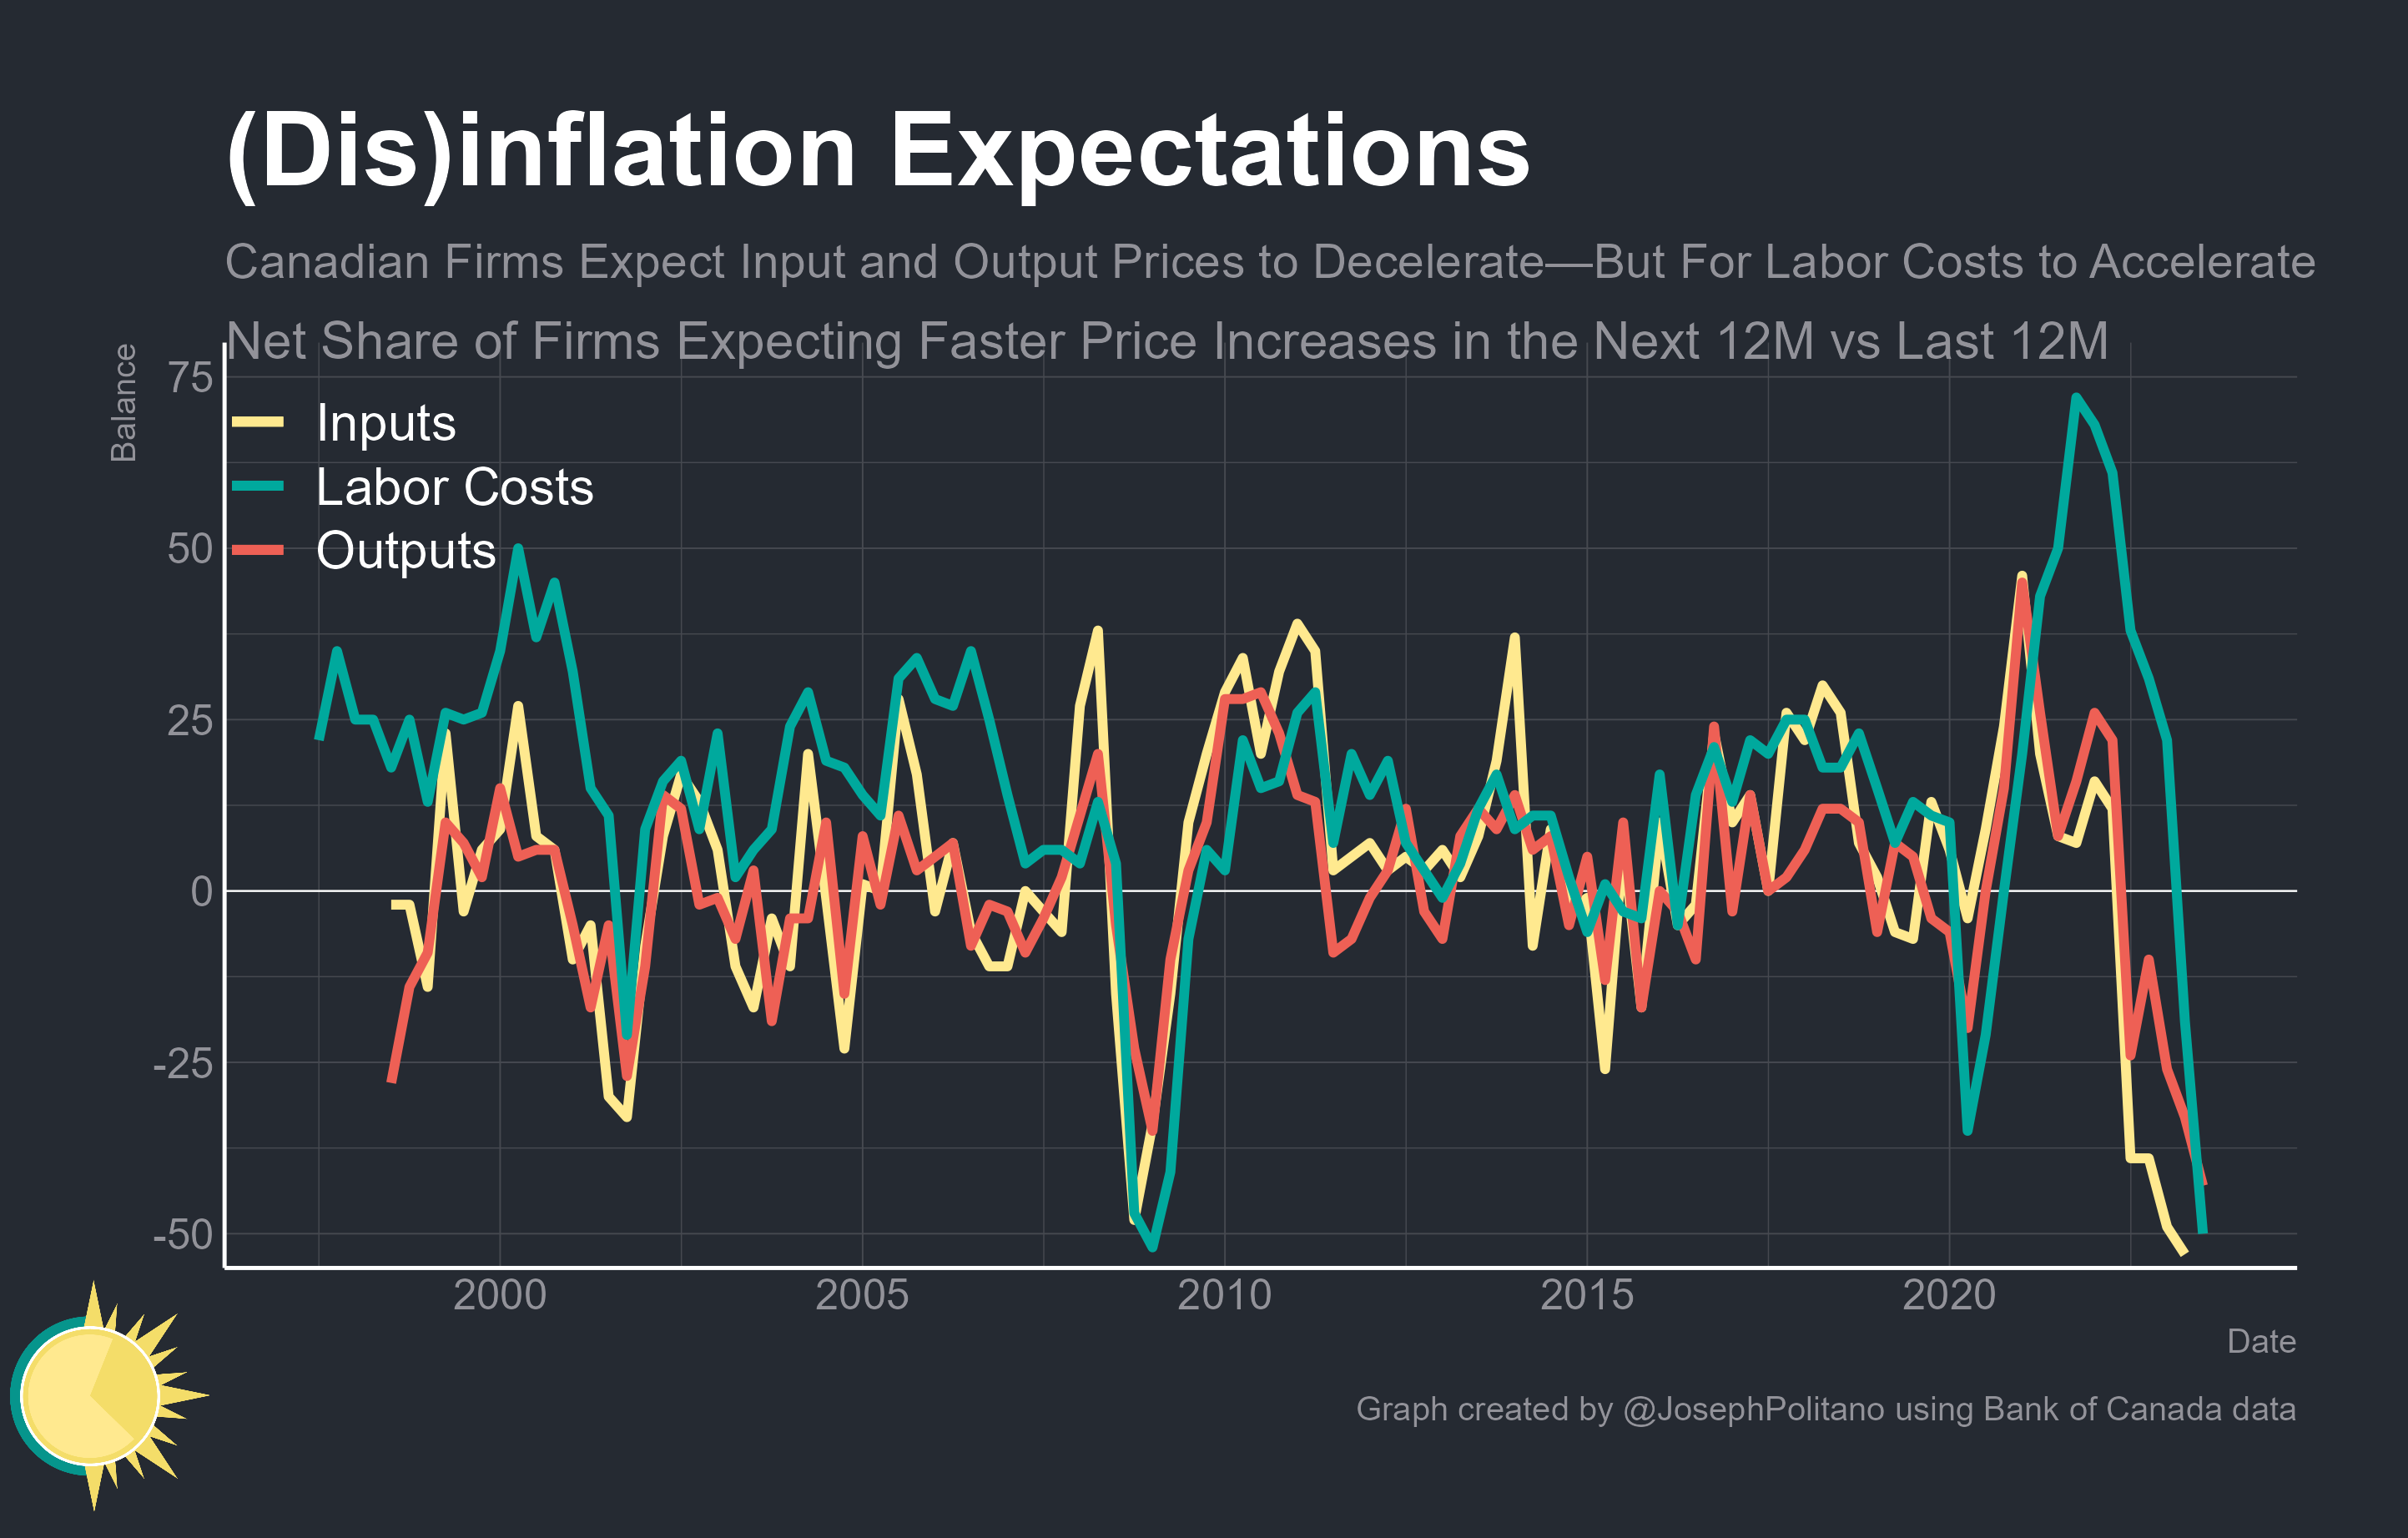 (Dis)inflation Expectations
Canadian Firms Expect Input and Output Prices to Decelerate—But For Labor Costs to Accelerate
Net Share of Firms Expecting Faster Price Increases in the Next 12M vs Last 12M
Balance
75
50
25
0
-25
-50
Inputs
Labor Costs
Outputs
2000 2005 2010 2015 2020
Date
Graph created by @JosephPolitano using Bank of Canada data